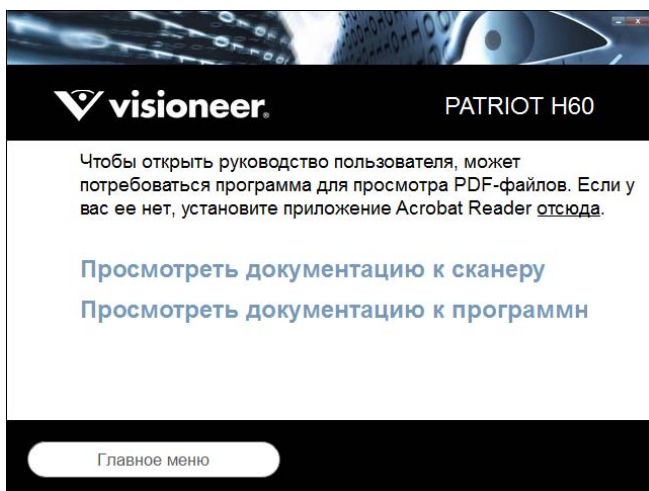 visioneer®
PATRIOT H60
Чтобы открыть руководство пользователя, может
потребоваться программа для просмотра PDF-файлов. Если у
вас ее нет, установите приложение Acrobat Reader отсюда.
Просмотреть документацию к сканеру
Просмотреть документацию к программн
Главное меню